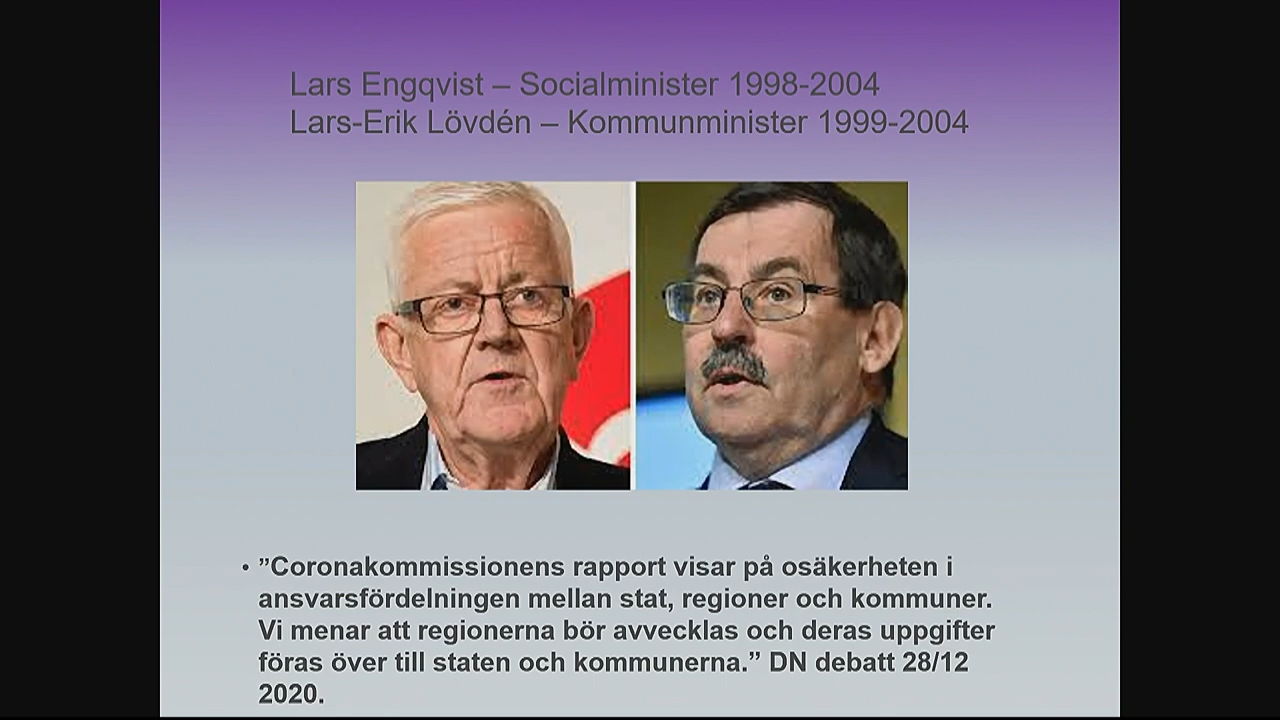 Lars Engqvist – Socialminister 1998-2004
Lars-Erik Lövdén – Kommunminister 1999-2004
• ”Coronakommissionens rapport visar på osäkerheten i
ansvarsfördelningen mellan stat, regioner och kommuner.
Vi menar att regionerna bör avvecklas och deras uppgifter
föras över till staten och kommunerna.” DN debatt 28/12
2020.